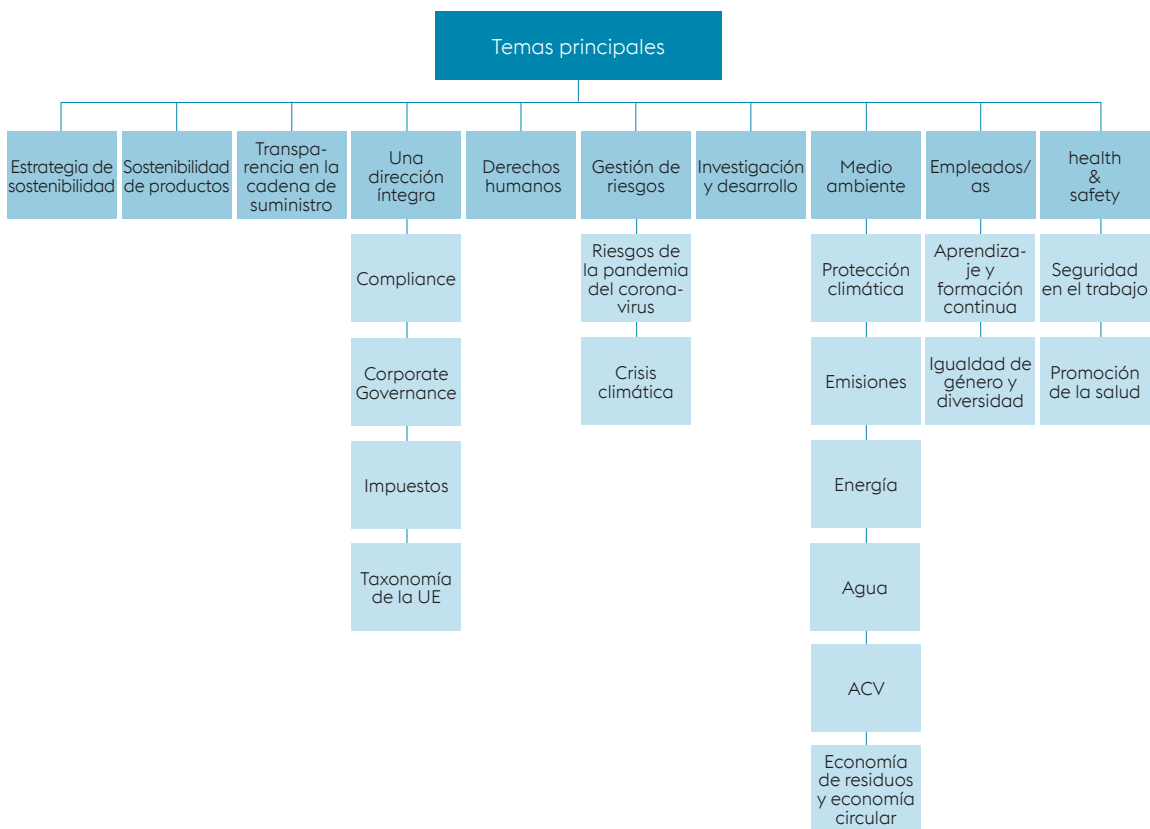 Temas principales
Estrategia de
sostenibilidad
Sostenibilidad
de productos
Transpa-
rencia en la
cadena de
suministro
Una
dirección
íntegra
Derechos
humanos
Gestión de
riesgos
Investigación
y desarrollo
Medio
ambiente
Empleados/
as
health
&
safety
Compliance
Corporate
Governance
Impuestos
Taxonomía
de la UE
Riesgos de
la pandemia
del corona-
virus
Crisis
climática
Protección
climática
Emisiones
Energía
Agua
ACV
Economía
de residuos
y economía
circular
Aprendiza-
je y
formación
continua
Igualdad de
género y
diversidad
Seguridad
en el trabajo
Promoción
de la salud